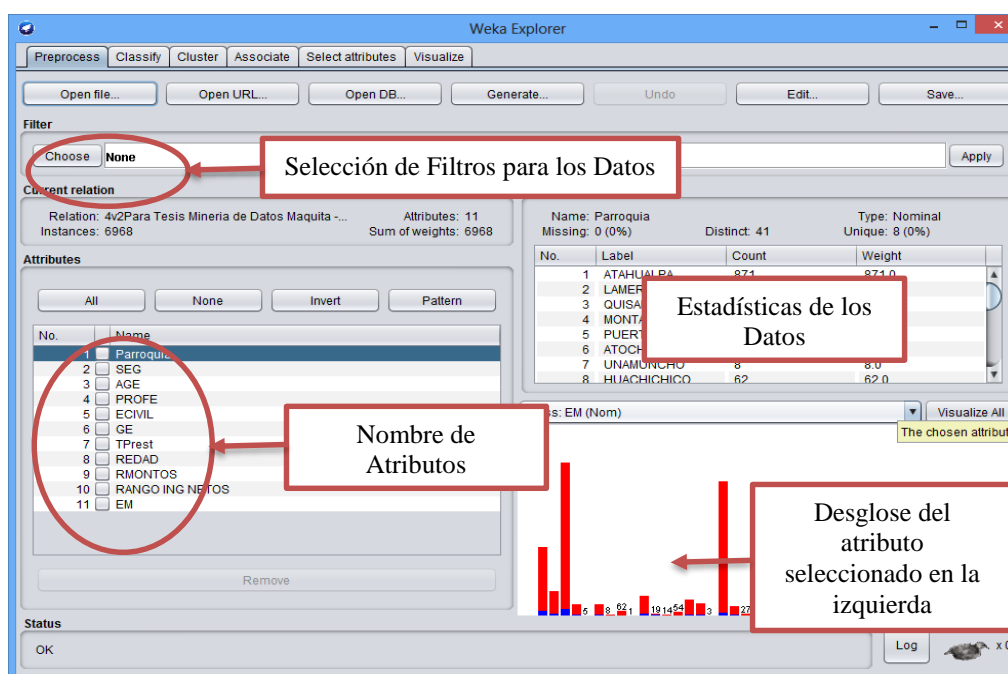 Weka Explorer
Preprocess Classify Cluster Associate Select attributes Visualize
Open file... Open URL... Open DB... Generate... Undo Edit... Save...
Filter
Choose None Apply
Selección de Filtros para los Datos
Current relation
Relation: 4v2Para Tesis Mineria de Datos Maquita -... Attributes: 11
Instances: 6968 Sum of weights: 6968
Name: Parroquia Type: Nominal
Missing: 0 (0%) Distinct: 41 Unique: 8 (0%)
No. Label Count Weight
1 ATAHUALPA 871 871.0
2 LAMER
3 QUISA
4 MONTA
5 PUERT
6 ATOCH
7 UNAMUNCHO 8 8.0
8 HUACHICHICO 62 62.0
Estadísticas de los
Datos
Attributes
All None Invert Pattern
No. Name
1 Parroquia
2 SEG
3 AGE
4 PROFE
5 ECIVIL
6 GE
7 TPrest
8 REDAD
9 RMONTOS
10 RANGO ING NETOS
11 EM
Nombre de
Atributos
Remove
ss: EM (Nom) Visualize All
The chosen attribut
5 8 62 1 19 14 54 3 27
Desglose del
atributo
seleccionado en la
izquierda
Status
OK Log x 0